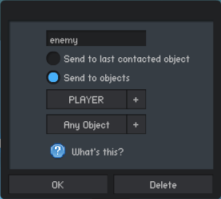 enemy
Send to last contacted object
Send to objects
PLAYER +
Any Object +
What's this?
OK Delete